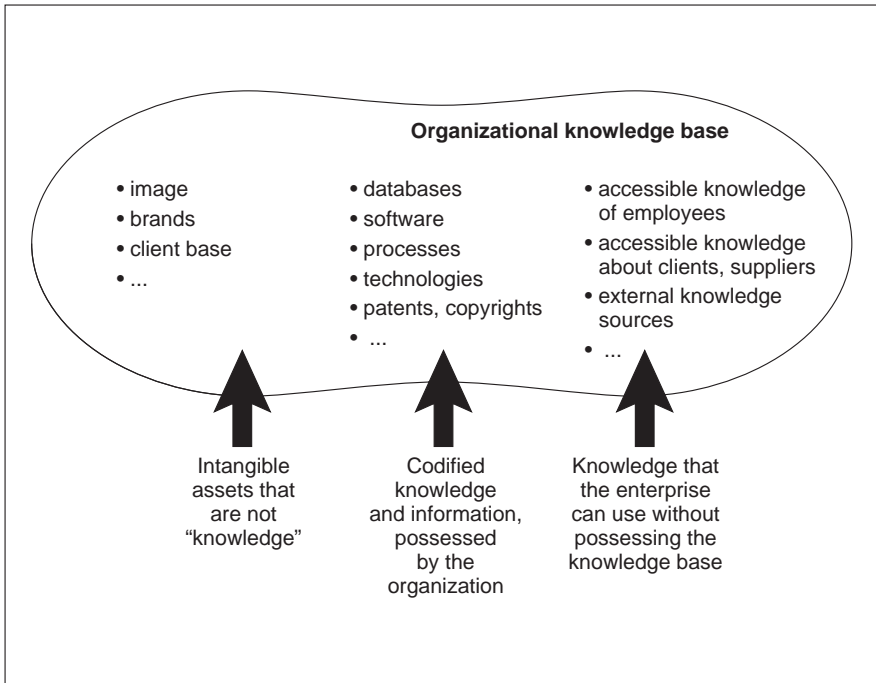 Organizational knowledge base
• image
• brands
• client base
• ...
• databases
• software
• processes
• technologies
• patents, copyrights
• ...
• accessible knowledge
of employees
• accessible knowledge
about clients, suppliers
• external knowledge
sources
• ...
Intangible
assets that
are not
“knowledge”
Codified
knowledge
and information,
possessed
by the
organization
Knowledge that
the enterprise
can use without
possessing the
knowledge base